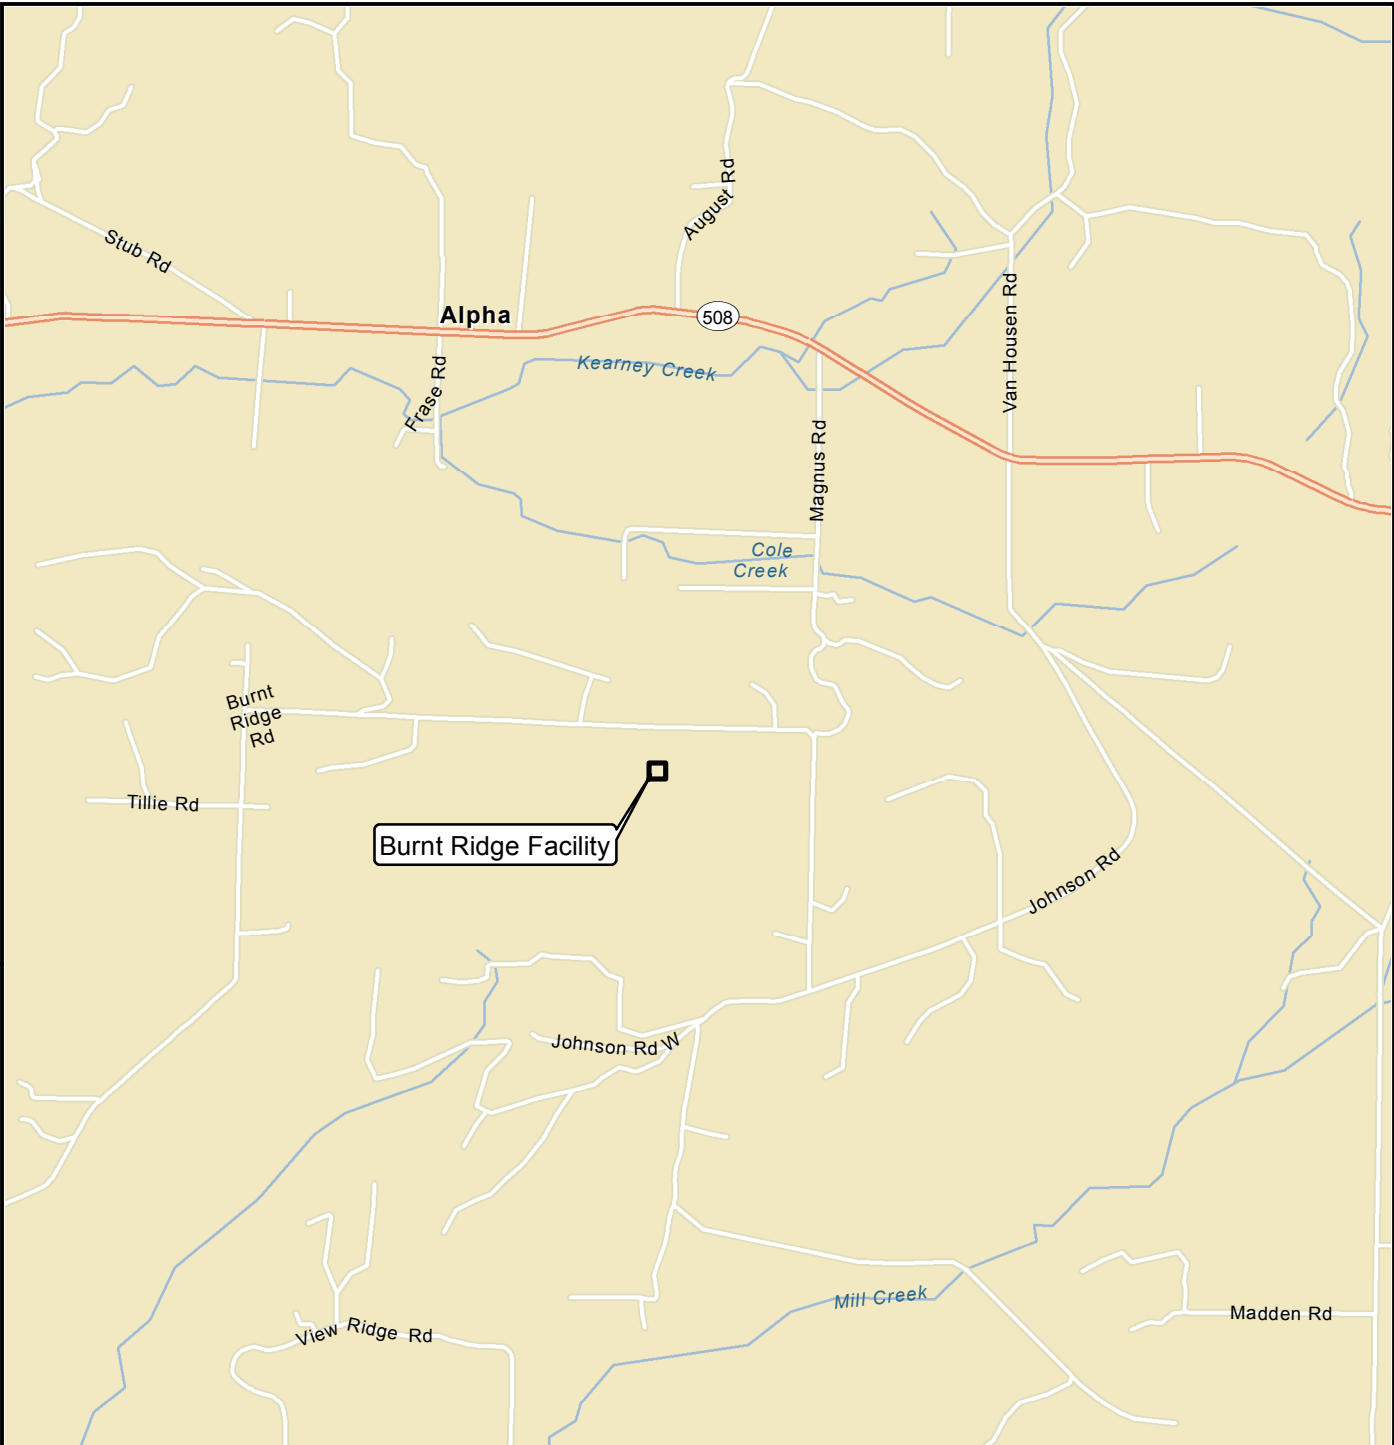 August Rd
Stub Rd
Van Housen Rd
Alpha
508
Kearney Creek
Frase Rd
Magnus Rd
Cole
Creek
Burnt
Ridge
Rd
Tillie Rd
Burnt Ridge Facility
Johnson Rd
Johnson Rd W
Mill Creek
Madden Rd
View Ridge Rd